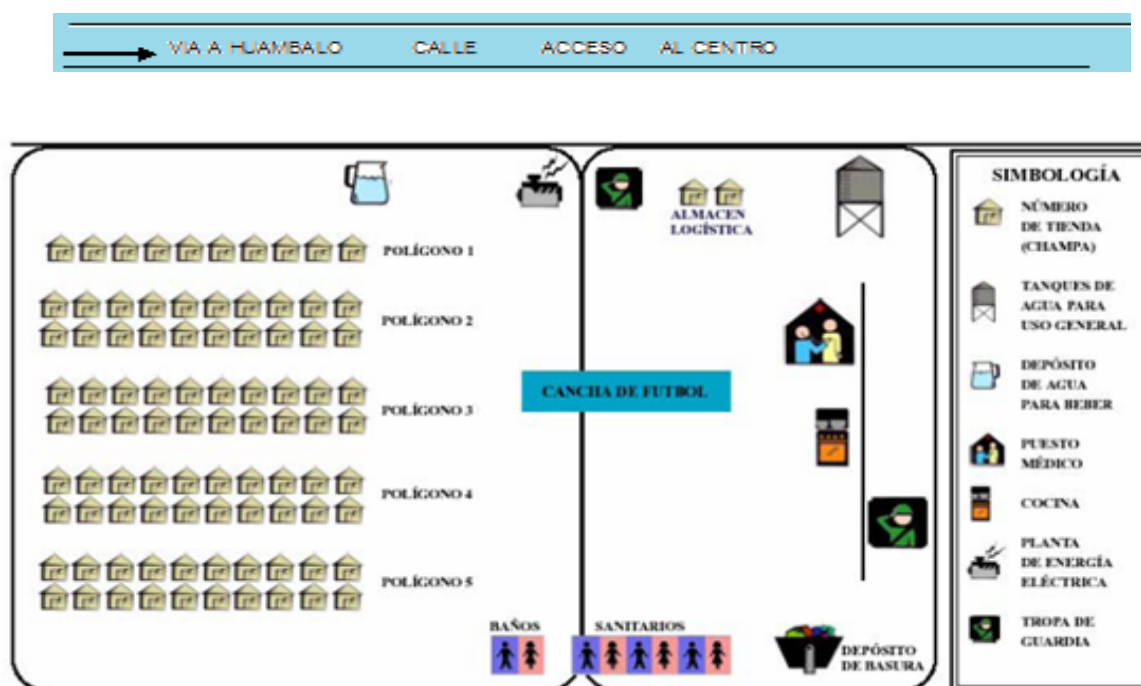 VIA A HUAMBALO CALLE ACCESO AL CENTRO
ALMACEN
LOGÍSTICA
POLÍGONO 1
POLÍGONO 2
POLÍGONO 3
POLÍGONO 4
POLÍGONO 5
CANCHA DE FUTBOL
BAÑOS
SANITARIOS
DEPÓSITO
DE BASURA
SIMBOLOGÍA
NÚMERO
DE TIENDA
(CHAMPA)
TANQUES DE
AGUA PARA
USO GENERAL
DEPÓSITO
DE AGUA
PARA BEBER
PUESTO
MÉDICO
COCINA
PLANTA
DE ENERGÍA
ELÉCTRICA
TROPA DE
GUARDIA